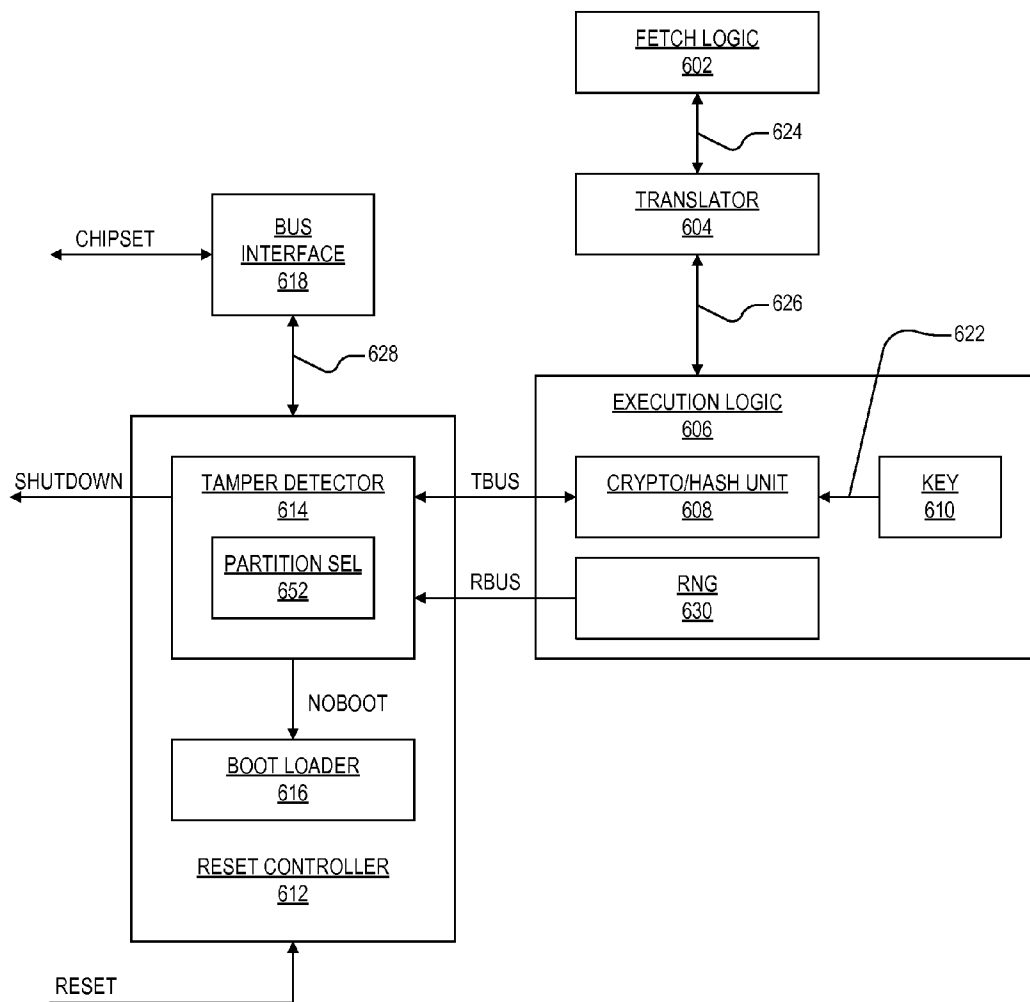 FETCH LOGIC
602
624
TRANSLATOR
604
CHIPSET
BUS
INTERFACE
618
626
628
622
EXECUTION LOGIC
606
SHUTDOWN
TAMPER DETECTOR
614
TBUS
CRYPTO/HASH UNIT
608
KEY
610
PARTITION SEL
652
RBUS
RNG
630
NOBOOT
BOOT LOADER
616
RESET CONTROLLER
612
RESET